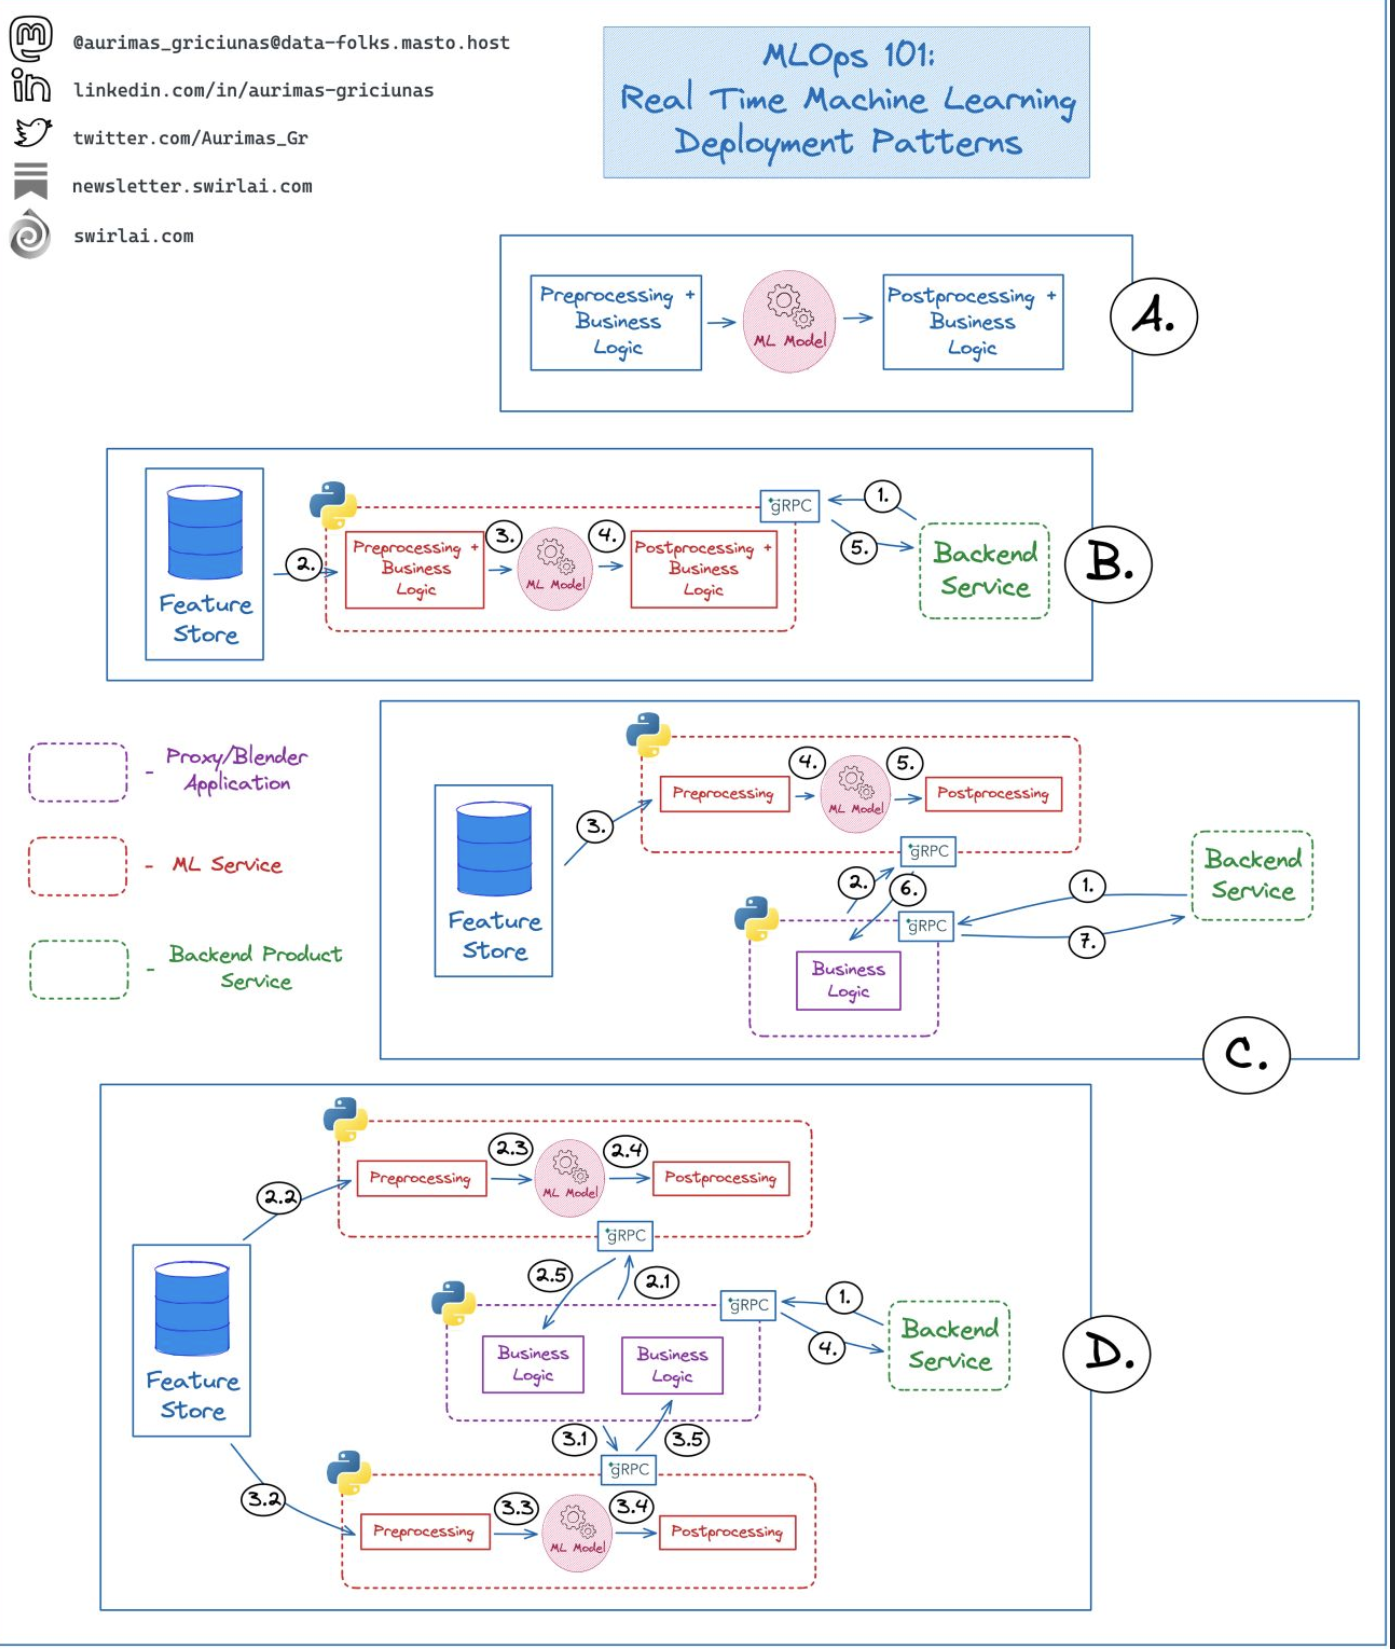 @aurimas_griciunas@data-folks.masto.host
linkedin.com/in/aurimas-griciunas
twitter.com/Aurimas_Gr
newsletter.swirlai.com
swirlai.com
MLOps 101:
Real Time Machine Learning
Deployment Patterns
Preprocessing +
Business
Logic
ML Model
Postprocessing +
Business
Logic
A.
Feature
Store
2.
Preprocessing +
Business
Logic
3.
ML Model
4.
Postprocessing +
Business
Logic
gRPC
1.
5.
Backend
Service
B.
Proxy/Blender
Application
ML Service
Backend Product
Service
Feature
Store
3.
Preprocessing
4.
ML Model
5.
Postprocessing
gRPC
2.
6.
gRPC
Business
Logic
1.
7.
Backend
Service
C.
Feature
Store
2.2
Preprocessing
2.3
ML Model
2.4
Postprocessing
gRPC
2.5
2.1
gRPC
Business
Logic
Business
Logic
1.
4.
Backend
Service
3.1
3.5
gRPC
3.2
Preprocessing
3.3
ML Model
3.4
Postprocessing
D.